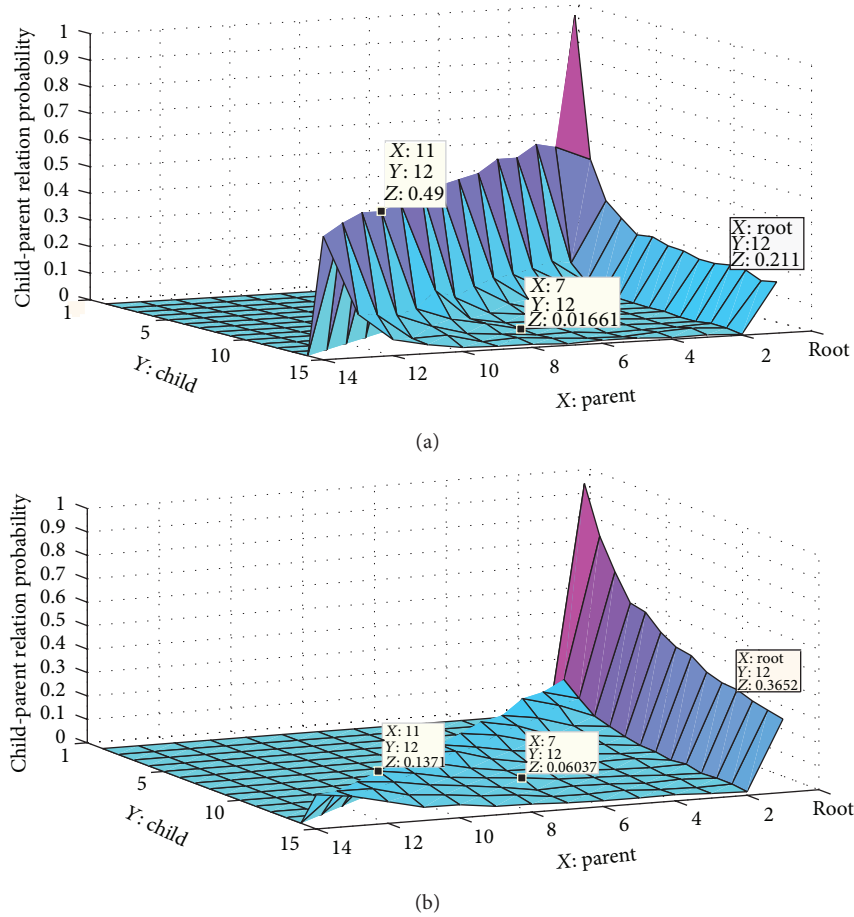 Child-parent relation probability
1
0.9
0.8
0.7
0.6
0.5
0.4
0.3
0.2
0.1
0
X: 11
Y: 12
Z: 0.49
X: 7
Y: 12
Z: 0.01661
X: root
Y:12
Z: 0.211
1
5
10
15
Y: child
14
12
10
8
6
4
2
Root
X: parent
(a)
Child-parent relation probability
1
0.9
0.8
0.7
0.6
0.5
0.4
0.3
0.2
0.1
0
X: root
Y: 12
Z: 0.3652
X: 11
Y: 12
Z: 0.1371
X: 7
Y: 12
Z: 0.06037
1
5
10
15
Y: child
14
12
10
8
6
4
2
Root
X: parent
(b)